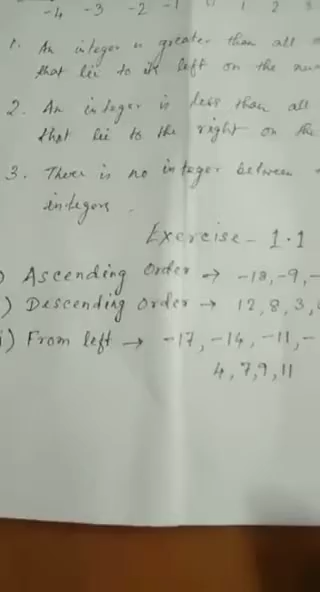 -4 -3 -2 -1 0 1 2 3
1. An integer is greater than all
that lie to its left on the
2. An integer is less than all
that lie to the right on the
3. There is no integer between
integers.
Exercise - 1.1
) Ascending Order → -18, -9, -
) Descending Order → 12, 8, 3,
i) From left → -17, -14, -11, -
4, 7, 9, 11